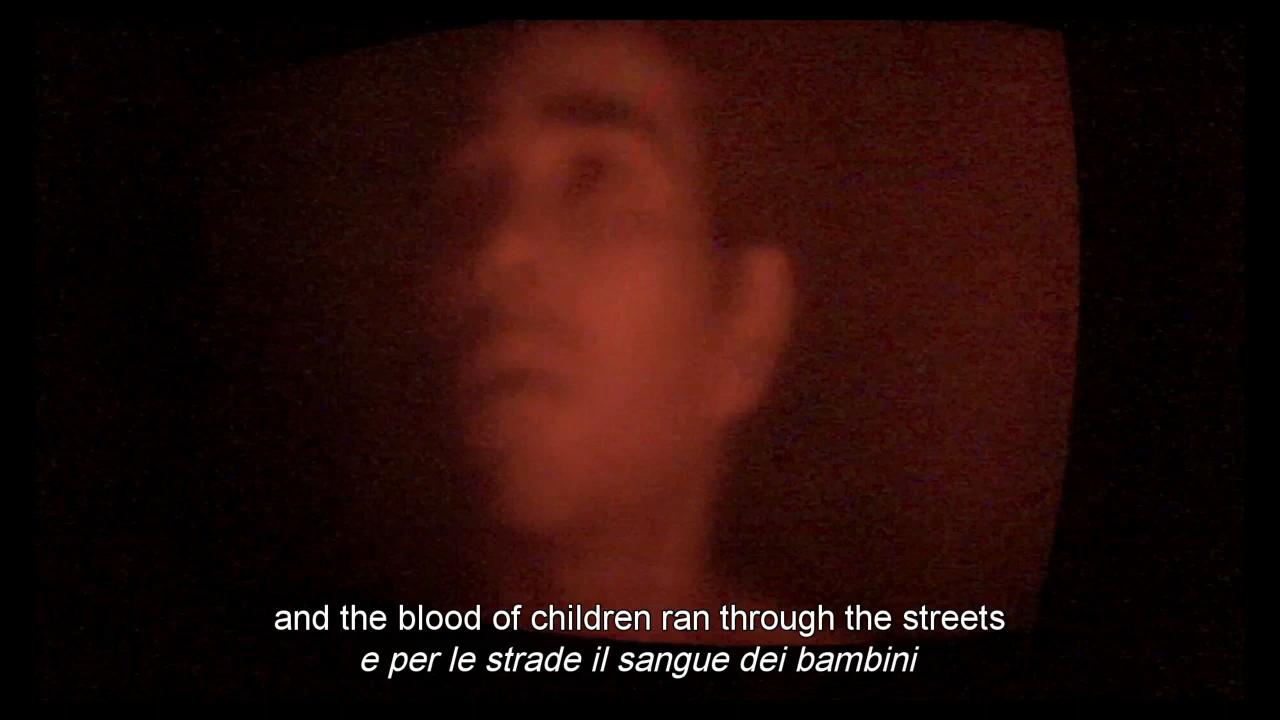 and the blood of children ran through the streets
e per le strade il sangue dei bambini